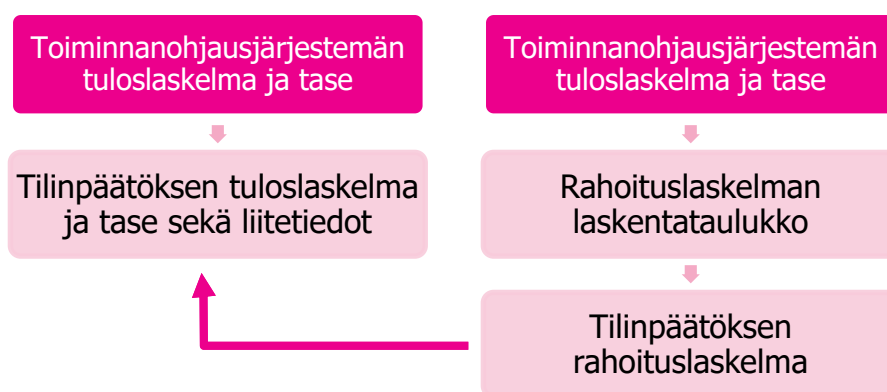 Toiminnanohjausjärjestemän
tuloslaskelma ja tase
Tilinpäätöksen tuloslaskelma
ja tase sekä liitetiedot
Toiminnanohjausjärjestemän
tuloslaskelma ja tase
Rahoituslaskelman
laskentataulukko
Tilinpäätöksen
rahoituslaskelma